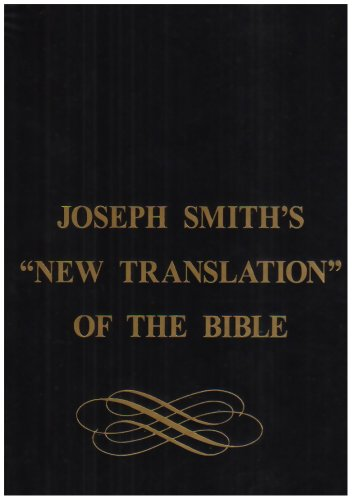 JOSEPH SMITH'S
“NEW TRANSLATION”
OF THE BIBLE